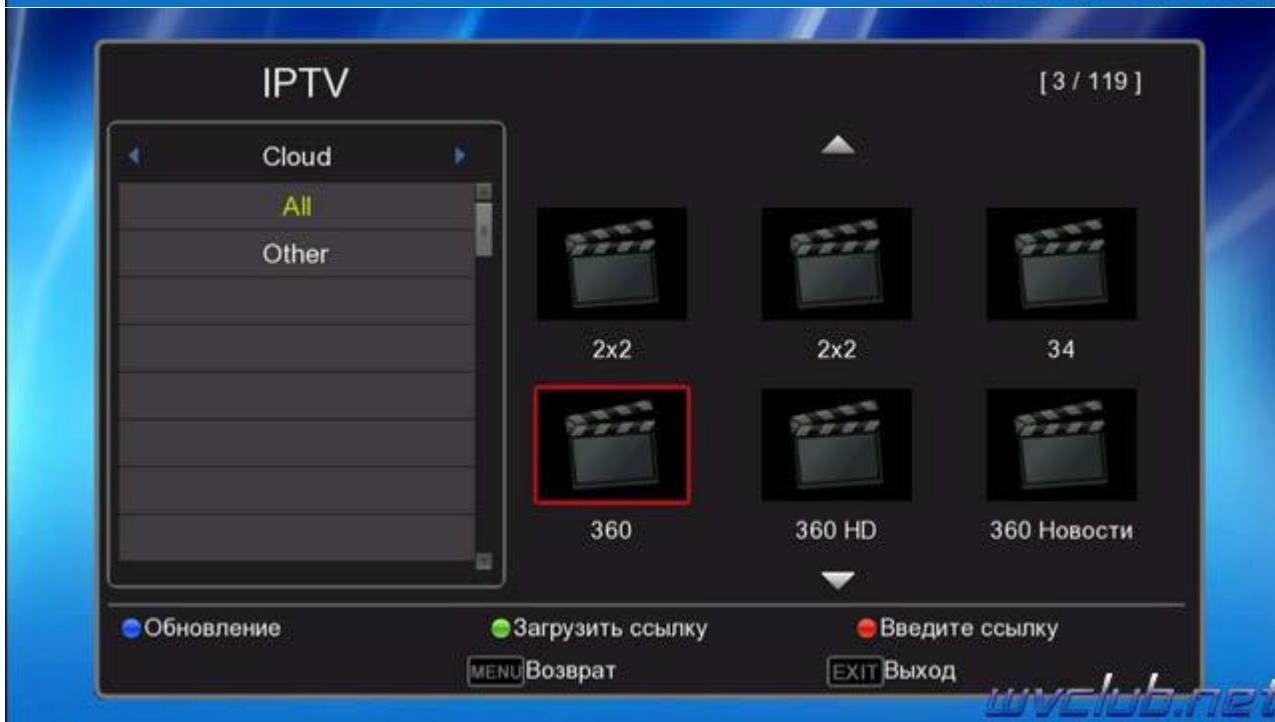 IPTV
[ 3 / 119 ]
Cloud
All
Other
2x2
2x2
34
360
360 HD
360 Новости
Обновление
Загрузить ссылку
Введите ссылку
MENU Возврат
EXIT Выход
wvclub.net